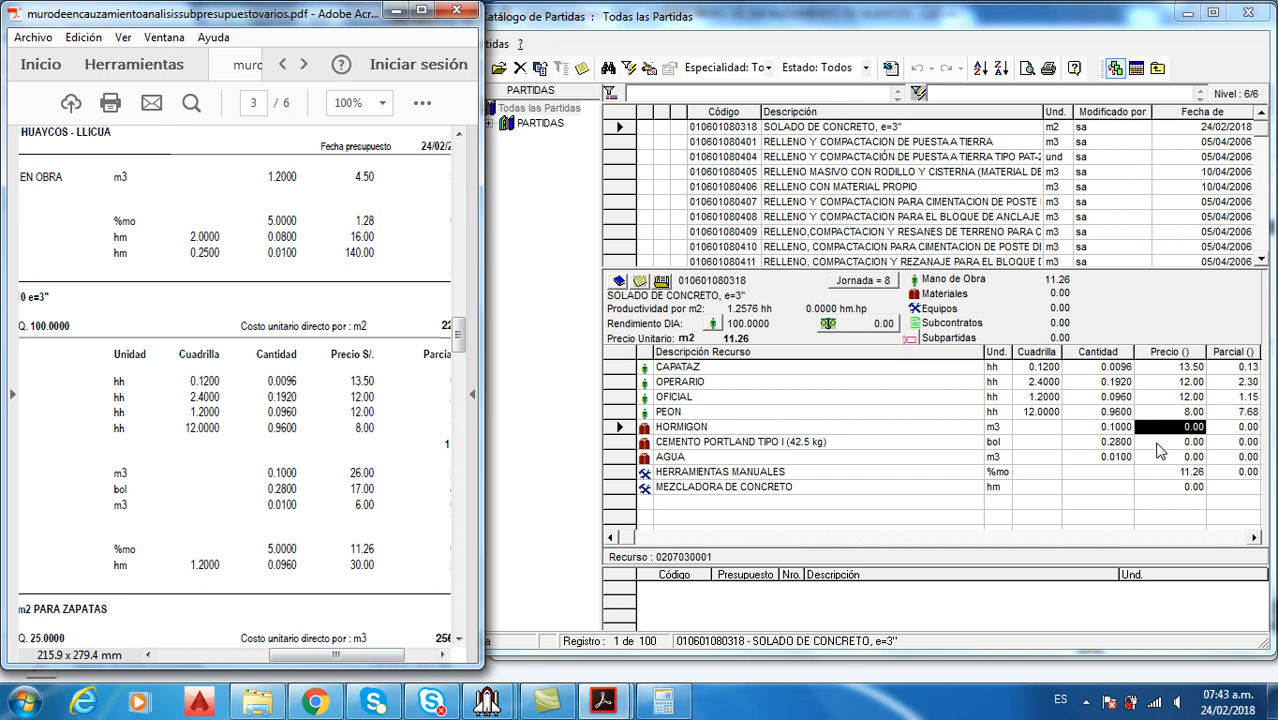 murodeencauzamientoanalisissubpresupuestovarios.pdf - Adobe Acr...
Archivo Edición Ver Ventana Ayuda
Inicio Herramientas muro Iniciar sesión
3 / 6 100%
HUAYCOS - LLICUA
Fecha presupuesto 24/02/2
EN OBRA m3 1.2000 4.50
%mo 5.0000 1.28
hm 2.0000 0.0800 16.00
hm 0.2500 0.0100 140.00
0 e=3"
Q. 100.0000 Costo unitario directo por : m2 22
Unidad Cuadrilla Cantidad Precio S/. Parcia
hh 0.1200 0.0096 13.50
hh 2.4000 0.1920 12.00
hh 1.2000 0.0960 12.00
hh 12.0000 0.9600 8.00
1
m3 0.1000 26.00
bol 0.2800 17.00
m3 0.0100 6.00
%mo 5.0000 11.26
hm 1.2000 0.0960 30.00
m2 PARA ZAPATAS
Q. 25.0000 Costo unitario directo por : m3 256
215.9 x 279.4 mm
Catálogo de Partidas : Todas las Partidas
tidas ?
Especialidad: To Estado: Todos
PARTIDAS
Todas las Partidas
PARTIDAS
Nivel : 6/6
Código Descripción Und. Modificado por Fecha de
010601080318 SOLADO DE CONCRETO, e=3" m2 sa 24/02/2018
010601080401 RELLENO Y COMPACTACION DE PUESTA A TIERRA m3 sa 05/04/2006
010601080404 RELLENO Y COMPACTACIÓN DE PUESTA A TIERRA TIPO PAT-2 und sa 05/04/2006
010601080405 RELLENO MASIVO CON RODILLO Y CISTERNA (MATERIAL DE m3 sa 10/04/2006
010601080406 RELLENO CON MATERIAL PROPIO m3 sa 10/04/2006
010601080407 RELLENO Y COMPACTACION PARA CIMENTACION DE POSTE m3 sa 05/04/2006
010601080408 RELLENO Y COMPACTACION PARA EL BLOQUE DE ANCLAJE m3 sa 05/04/2006
010601080409 RELLENO,COMPACTACION Y RESANES DE TERRENO PARA C m3 sa 05/04/2006
010601080410 RELLENO, COMPACTACION PARA CIMENTACION DE POSTE DE m3 sa 05/04/2006
010601080411 RELLENO, COMPACTACION Y REZANAJE PARA EL BLOQUE D m3 sa 05/04/2006
010601080318 Jornada = 8 Mano de Obra 11.26
SOLADO DE CONCRETO, e=3" Materiales 0.00
Productividad por m2: 1.2576 hh 0.0000 hm.hp Equipos 0.00
Rendimiento DIA: 100.0000 0.00 Subcontratos 0.00
Precio Unitario: m2 11.26 Subpartidas 0.00
Descripción Recurso Und. Cuadrilla Cantidad Precio () Parcial ()
CAPATAZ hh 0.1200 0.0096 13.50 0.13
OPERARIO hh 2.4000 0.1920 12.00 2.30
OFICIAL hh 1.2000 0.0960 12.00 1.15
PEON hh 12.0000 0.9600 8.00 7.68
HORMIGON m3 0.1000 0.00 0.00
CEMENTO PORTLAND TIPO I (42.5 kg) bol 0.2800 0.00 0.00
AGUA m3 0.0100 0.00 0.00
HERRAMIENTAS MANUALES %mo 11.26 0.00
MEZCLADORA DE CONCRETO hm 0.00
Recurso : 0207030001
Código Presupuesto Nro. Descripción Und.
a Registro : 1 de 100 010601080318 - SOLADO DE CONCRETO, e=3"
ES 07:43 a.m.
24/02/2018